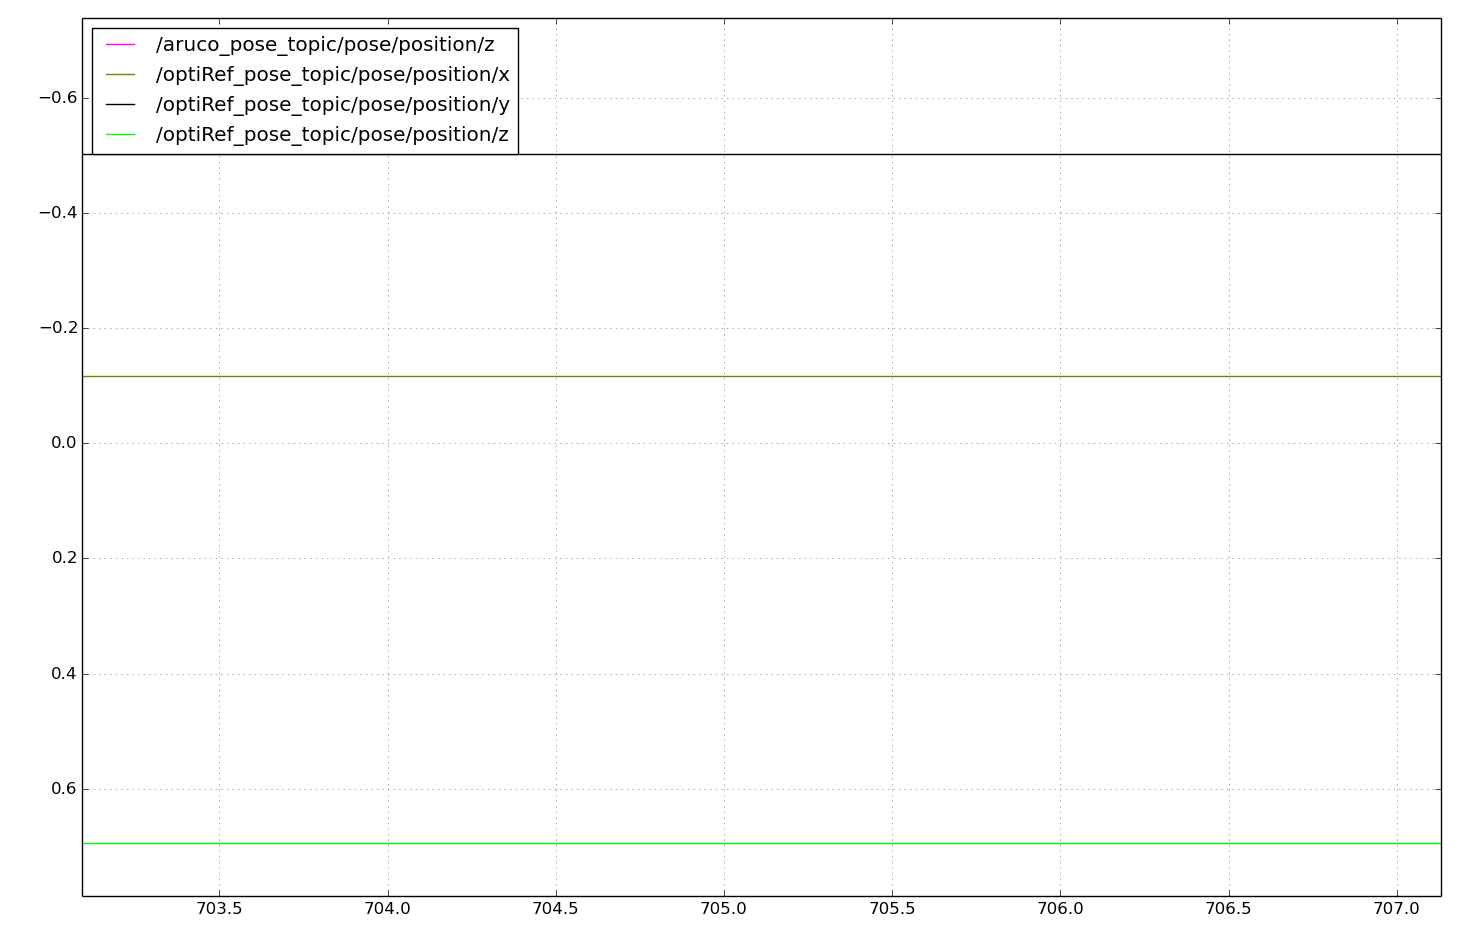 /aruco_pose_topic/pose/position/z
/optiRef_pose_topic/pose/position/x
/optiRef_pose_topic/pose/position/y
/optiRef_pose_topic/pose/position/z
−0.6
−0.4
−0.2
0.0
0.2
0.4
0.6
703.5 704.0 704.5 705.0 705.5 706.0 706.5 707.0